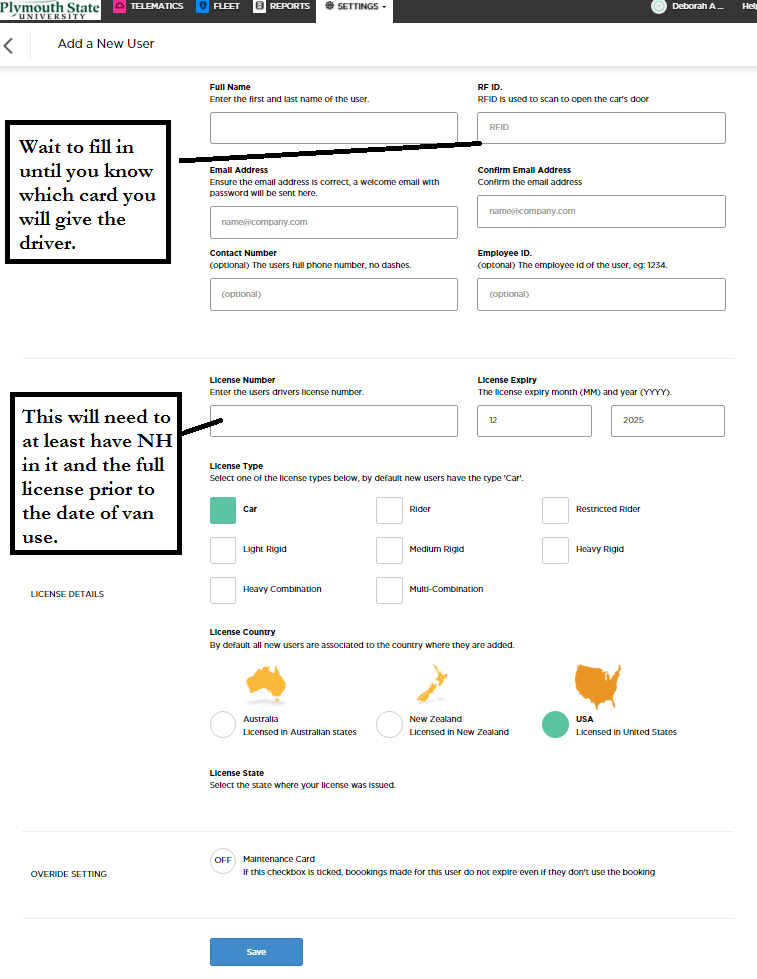 Plymouth State
UNIVERSITY
TELEMATICS
FLEET
REPORTS
SETTINGS
Deborah A ...
Hel
Add a New User
Full Name
Enter the first and last name of the user.
RF ID.
RFID is used to scan to open the car's door
RFID
Wait to fill in
until you know
which card you
will give the
driver.
Email Address
Ensure the email address is correct, a welcome email with
password will be sent here.
name@company.com
Confirm Email Address
Confirm the email address
name@company.com
Contact Number
(optional) The users full phone number, no dashes.
(optional)
Employee ID.
(optional) The employee id of the user, eg: 1234.
(optional)
License Number
Enter the users drivers license number.
License Expiry
The license expiry month (MM) and year (YYYY).
12
2025
This will need to
at least have NH
in it and the full
license prior to
the date of van
use.
License Type
Select one of the license types below, by default new users have the type 'Car'.
Car
Rider
Restricted Rider
Light Rigid
Medium Rigid
Heavy Rigid
Heavy Combination
Multi-Combination
LICENSE DETAILS
License Country
By default all new users are associated to the country where they are added.
Australia
Licensed in Australian states
New Zealand
Licensed in New Zealand
USA
Licensed in United States
License State
Select the state where your license was issued.
OVERIDE SETTING
OFF
Maintenance Card
If this checkbox is ticked, boookings made for this user do not expire even if they don't use the booking
Save